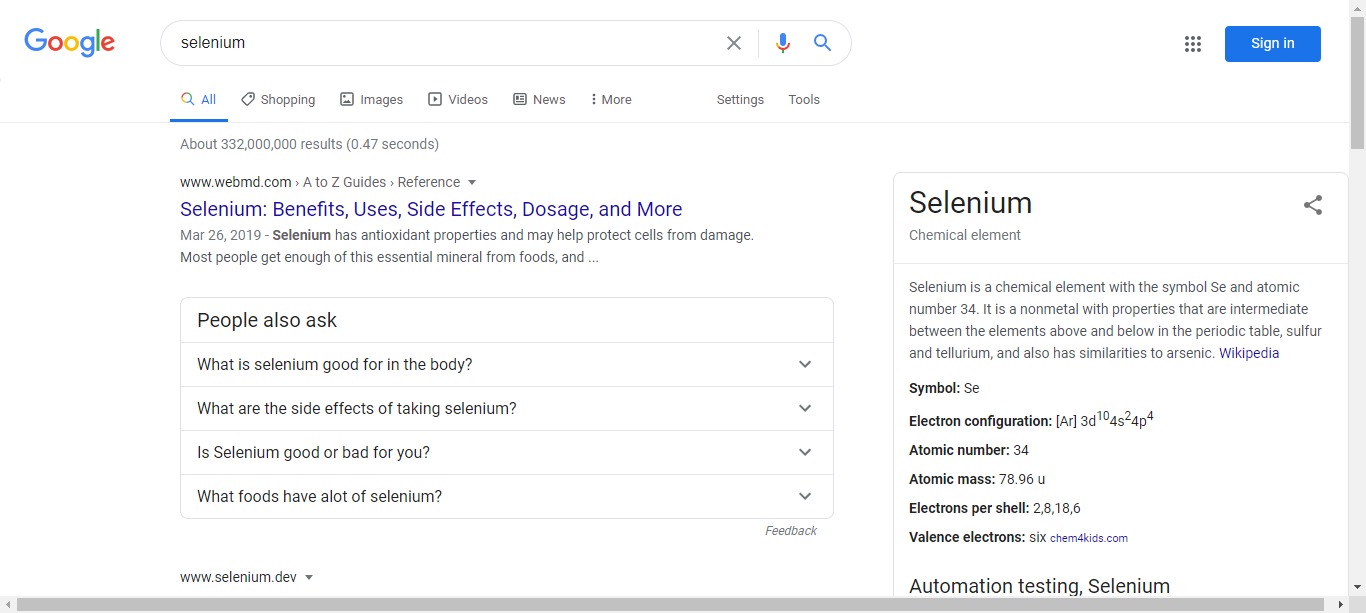 Google
selenium
Sign in
All Shopping Images Videos News More Settings Tools
About 332,000,000 results (0.47 seconds)
www.webmd.com › A to Z Guides › Reference
Selenium: Benefits, Uses, Side Effects, Dosage, and More
Mar 26, 2019 - Selenium has antioxidant properties and may help protect cells from damage.
Most people get enough of this essential mineral from foods, and ...
People also ask
What is selenium good for in the body?
What are the side effects of taking selenium?
Is Selenium good or bad for you?
What foods have alot of selenium?
Feedback
www.selenium.dev
Selenium
Chemical element
Selenium is a chemical element with the symbol Se and atomic
number 34. It is a nonmetal with properties that are intermediate
between the elements above and below in the periodic table, sulfur
and tellurium, and also has similarities to arsenic. Wikipedia
Symbol: Se
Electron configuration: [Ar] 3d¹⁰4s²4p⁴
Atomic number: 34
Atomic mass: 78.96 u
Electrons per shell: 2,8,18,6
Valence electrons: six chem4kids.com
Automation testing, Selenium